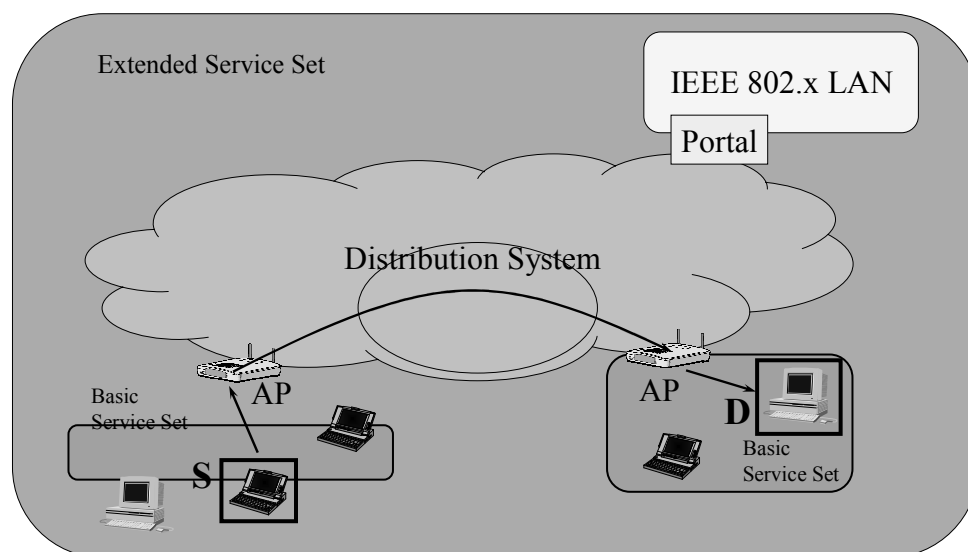 Extended Service Set
IEEE 802.x LAN
Portal
Distribution System
AP
AP
Basic
Service Set
S
D
Basic
Service Set